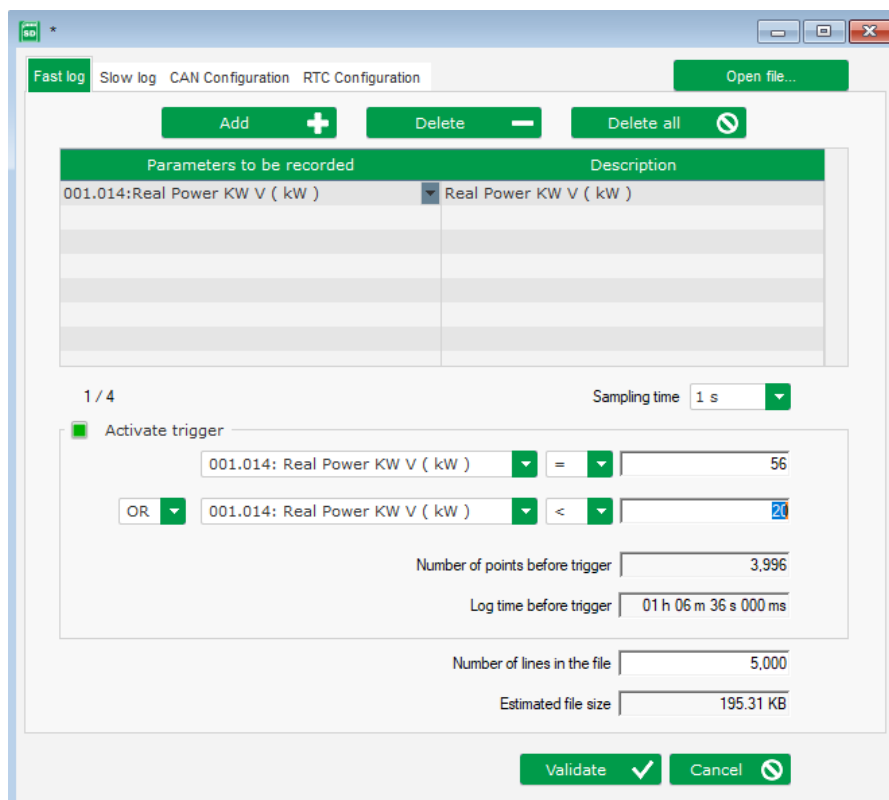 SD *
Fast log Slow log CAN Configuration RTC Configuration Open file...
Add Delete Delete all
Parameters to be recorded Description
001.014:Real Power KW V ( kW ) Real Power KW V ( kW )
1 / 4 Sampling time 1 s
Activate trigger
001.014: Real Power KW V ( kW ) = 56
OR 001.014: Real Power KW V ( kW ) < 20
Number of points before trigger 3,996
Log time before trigger 01 h 06 m 36 s 000 ms
Number of lines in the file 5,000
Estimated file size 195.31 KB
Validate Cancel